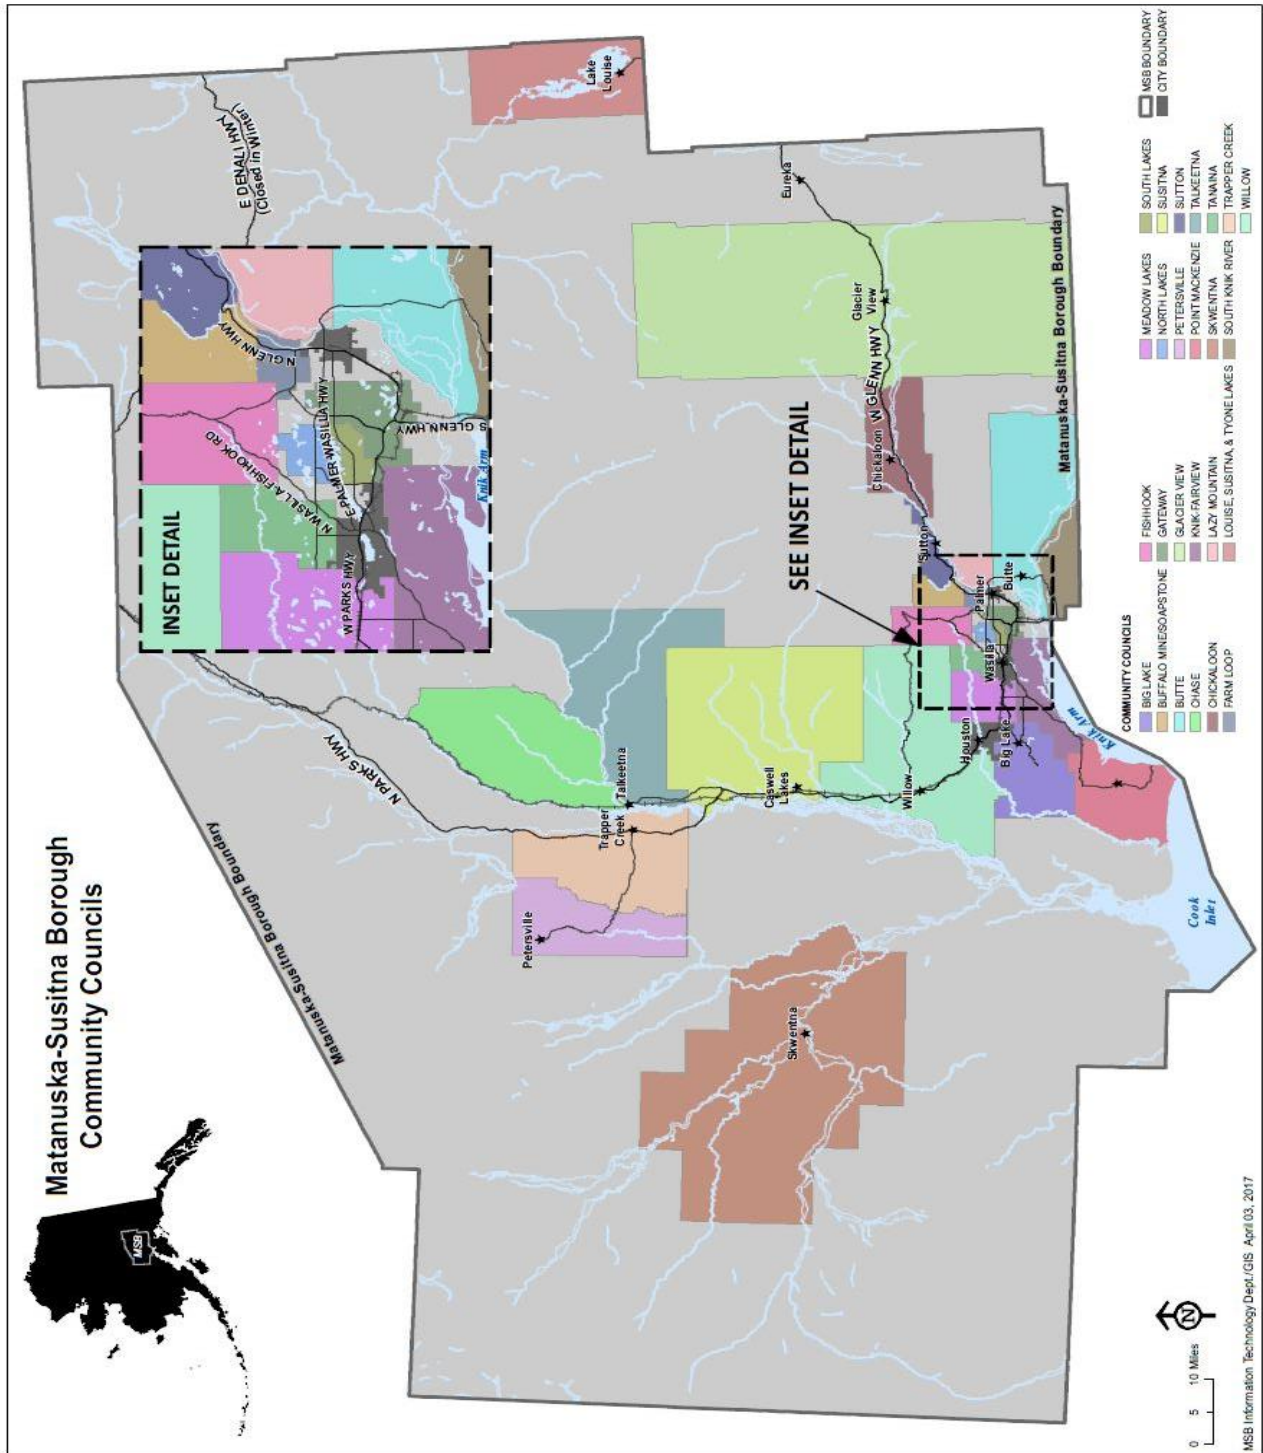 Matanuska-Susitna Borough
Community Councils
MSB
Matanuska-Susitna Borough Boundary
N PARKS HWY
E DENALI HWY
(Closed in Winter)
INSET DETAIL
W PARKS HWY
N WASILLA-FISHHOOK RD
E PALMER-WASILLA HWY
N GLENN HWY
S GLENN HWY
Knik Arm
Lake
Louise
Petersville
Trapper
Creek
Talkeetna
Skwentna
Caswell
Lakes
Willow
Houston
Big Lake
Wasilla
Palmer
Butte
Sutton
Chickaloon
W GLENN HWY
Glacier
View
Eureka
SEE INSET DETAIL
Knik Arm
Cook
Inlet
Matanuska-Susitna Borough Boundary
COMMUNITY COUNCILS
BIG LAKE
BUFFALO MINE/SOAPSTONE
BUTTE
CHASE
CHICKALOON
FARM LOOP
FISHHOOK
GATEWAY
GLACIER VIEW
KNIK-FAIRVIEW
LAZY MOUNTAIN
LOUISE, SUSITNA, & TYONE LAKES
MEADOW LAKES
NORTH LAKES
PETERSVILLE
POINT MACKENZIE
SKWENTNA
SOUTH KNIK RIVER
SOUTH LAKES
SUSITNA
SUTTON
TALKEETNA
TANAINA
TRAPPER CREEK
WILLOW
MSB BOUNDARY
CITY BOUNDARY
N
0 5 10 Miles
MSB Information Technology Dept./GIS April 03, 2017